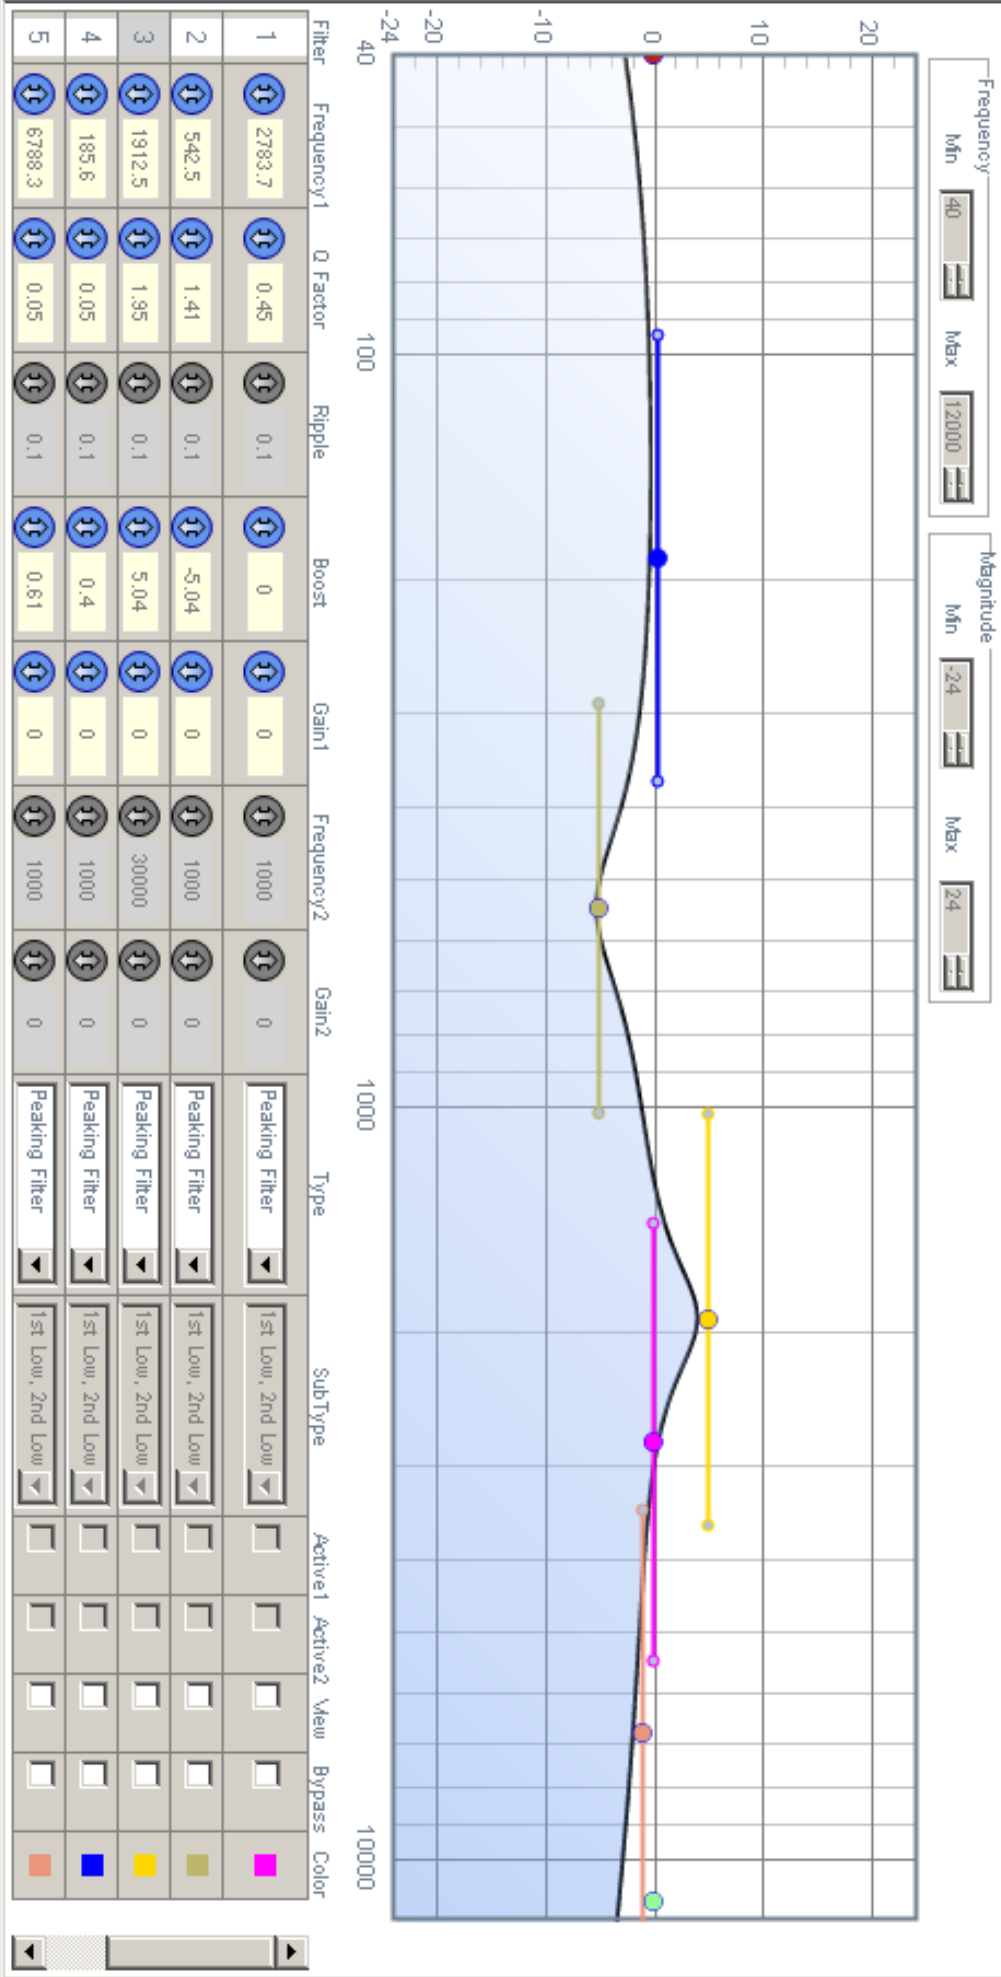 Frequency
Min 40 Max 12000
Magnitude
Min -24 Max 24
20
10
0
-10
-20
-24
40 100 1000 10000
Filter Frequency1 Q Factor Ripple Boost Gain1 Frequency2 Gain2 Type SubType Active1 Active2 View Bypass Color
1 2783.7 0.45 0.1 0 0 1000 0 Peaking Filter 1st Low, 2nd Low
2 542.5 1.41 0.1 -5.04 0 1000 0 Peaking Filter 1st Low, 2nd Low
3 1912.5 1.95 0.1 5.04 0 30000 0 Peaking Filter 1st Low, 2nd Low
4 185.6 0.05 0.1 0.4 0 1000 0 Peaking Filter 1st Low, 2nd Low
5 6788.3 0.05 0.1 0.61 0 1000 0 Peaking Filter 1st Low, 2nd Low